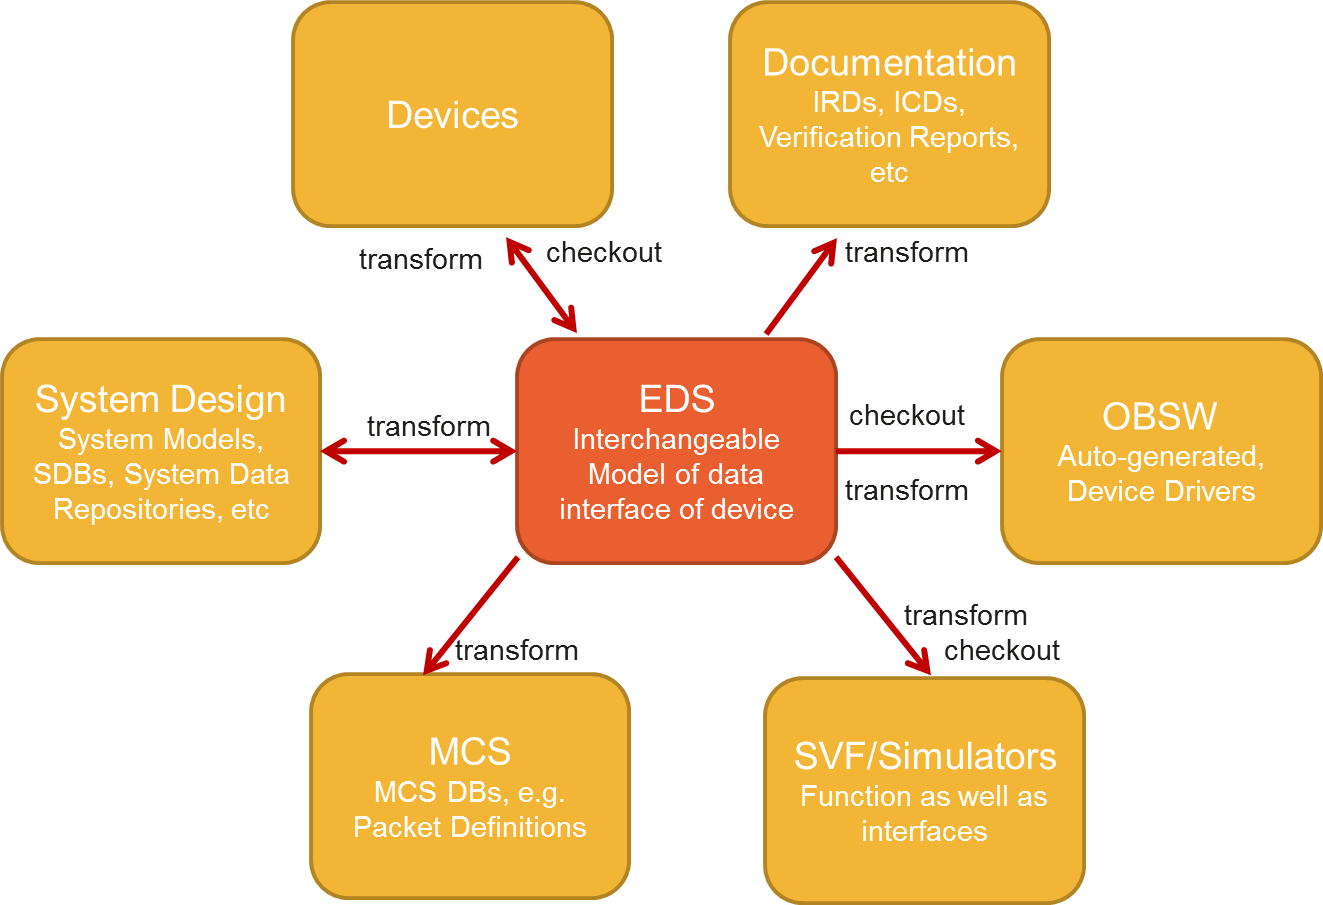 Devices
Documentation
IRDs, ICDs,
Verification Reports,
etc
transform
checkout
transform
System Design
System Models,
SDBs, System Data
Repositories, etc
transform
EDS
Interchangeable
Model of data
interface of device
checkout
transform
OBSW
Auto-generated,
Device Drivers
transform
transform
checkout
MCS
MCS DBs, e.g.
Packet Definitions
SVF/Simulators
Function as well as
interfaces